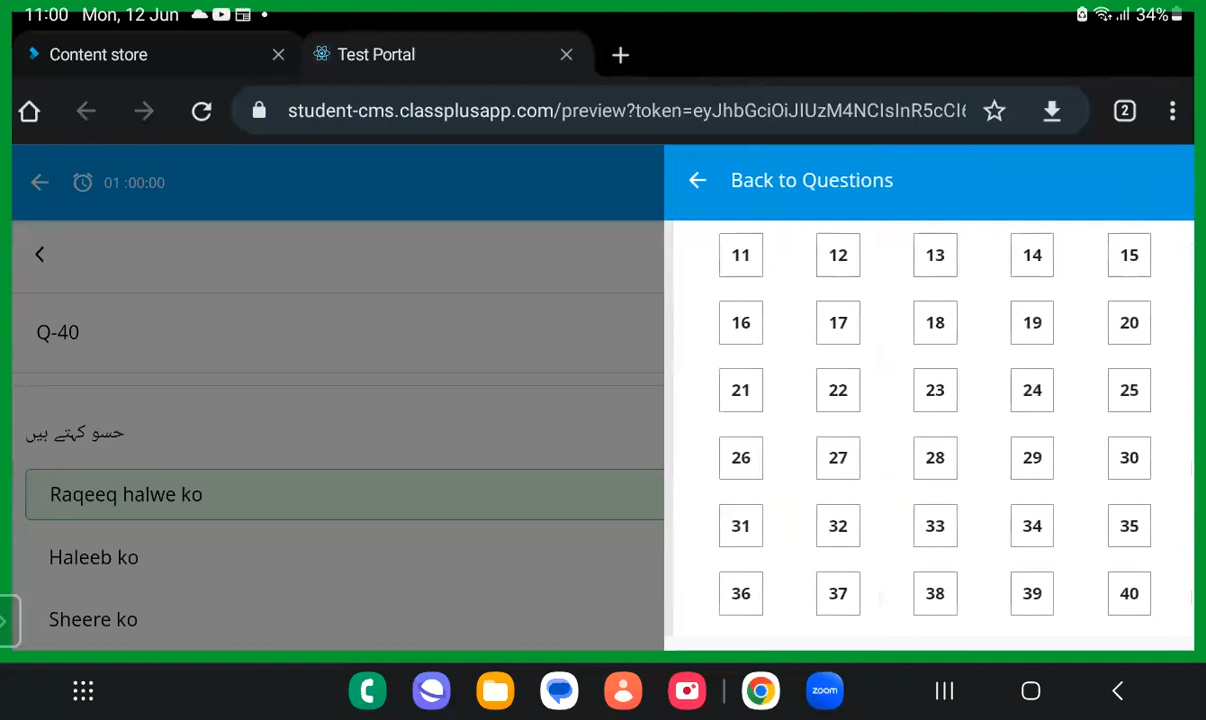 11:00 Mon, 12 Jun
34%
Content store
Test Portal
student-cms.classplusapp.com/preview?token=eyJhbGciOiJIUzM4NCIsInR5cCI6
2
01 :00:00
Back to Questions
Q-40
حسو کہتے ہیں
Raqeeq halwe ko
Haleeb ko
Sheere ko
11 12 13 14 15
16 17 18 19 20
21 22 23 24 25
26 27 28 29 30
31 32 33 34 35
36 37 38 39 40
zoom